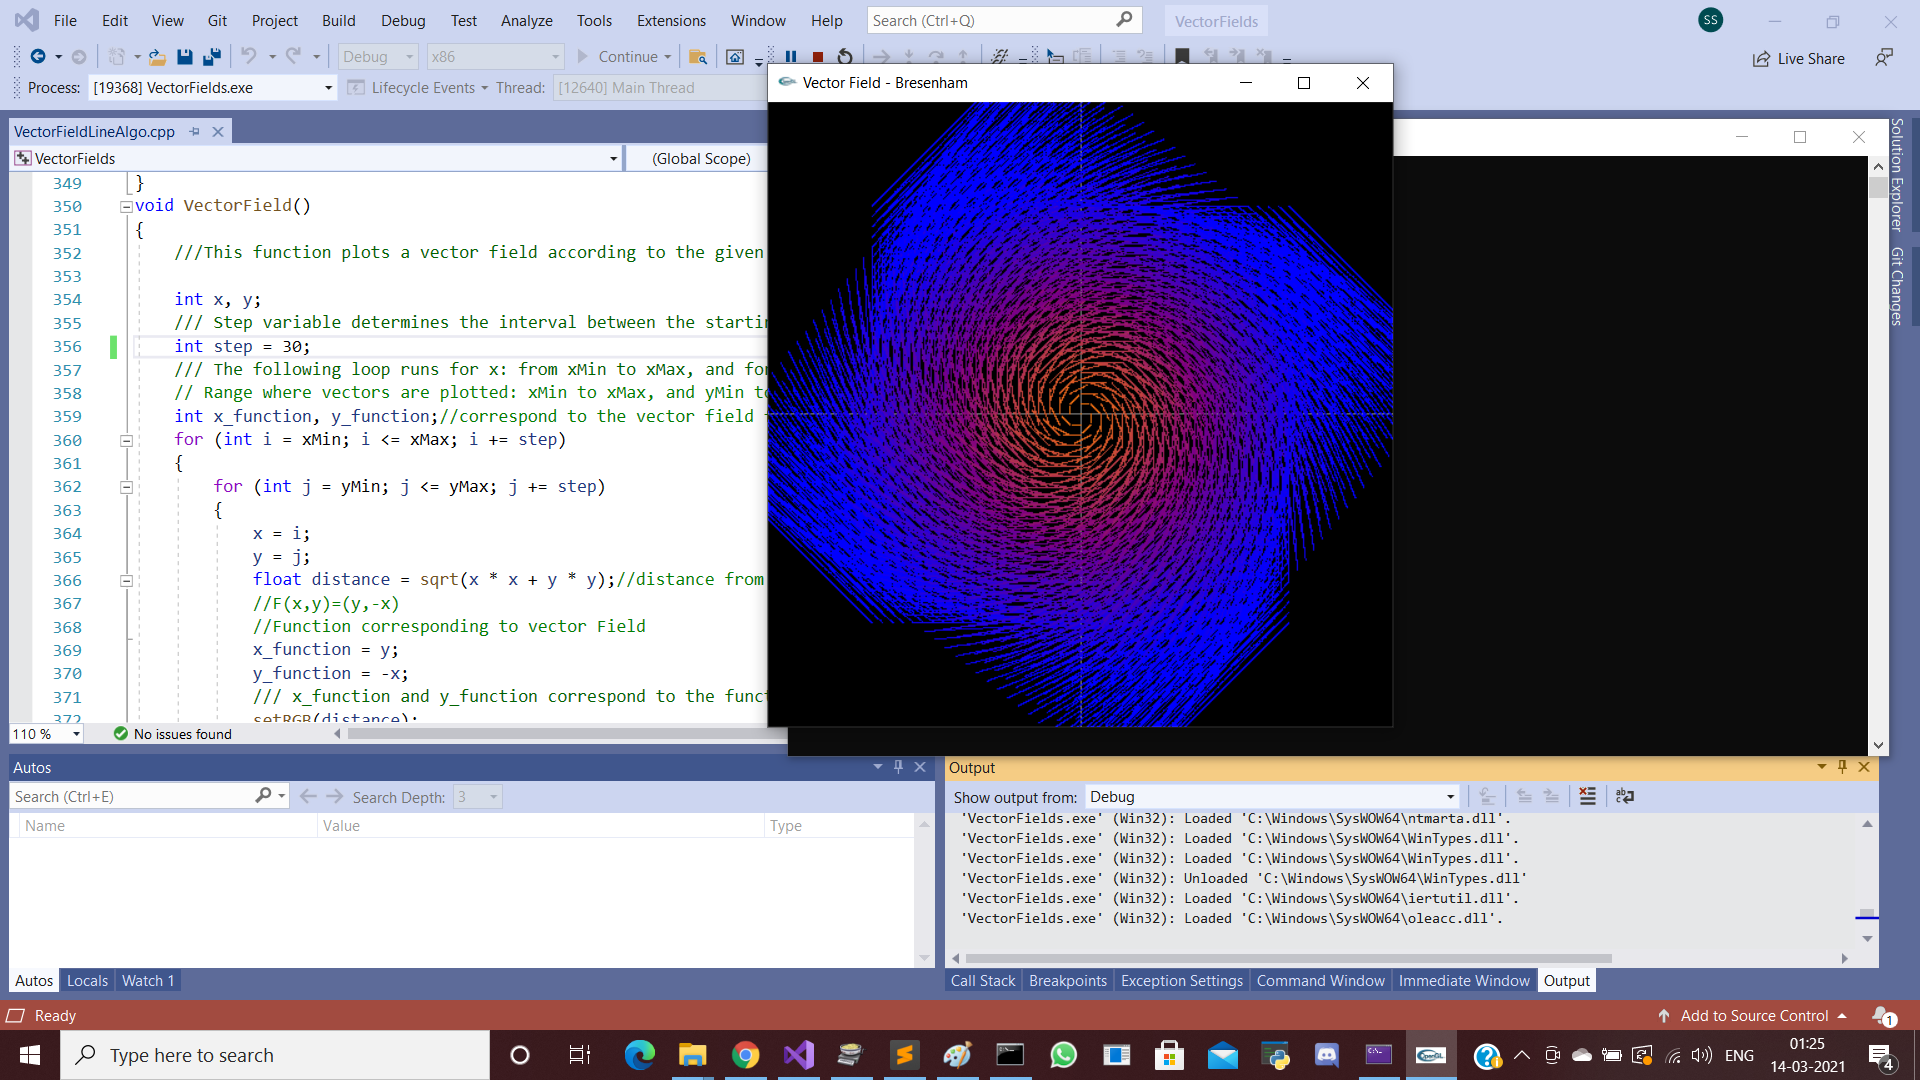 File Edit View Git Project Build Debug Test Analyze Tools Extensions Window Help Search (Ctrl+Q) VectorFields SS
Debug x86 Continue Live Share
Process: [19368] VectorFields.exe Lifecycle Events Thread: [12640] Main Thread
Vector Field - Bresenham
VectorFieldLineAlgo.cpp
VectorFields (Global Scope)
349 }
350 void VectorField()
351 {
352 ///This function plots a vector field according to the given
353
354 int x, y;
355 /// Step variable determines the interval between the
356 int step = 30;
357 /// The following loop runs for x: from xMin to xMax, and
358 // Range where vectors are plotted: xMin to xMax, and yMin
359 int x_function, y_function;//correspond to the vector field
360 for (int i = xMin; i <= xMax; i += step)
361 {
362 for (int j = yMin; j <= yMax; j += step)
363 {
364 x = i;
365 y = j;
366 float distance = sqrt(x * x + y * y);//distance from
367 //F(x,y)=(y,-x)
368 //Function corresponding to vector Field
369 x_function = y;
370 y_function = -x;
371 /// x_function and y_function correspond to the
372 setRGB(distance);
110 % No issues found
Solution Explorer
Git Changes
Autos
Search (Ctrl+E) Search Depth: 3
Name Value Type
Autos Locals Watch 1
Output
Show output from: Debug
'VectorFields.exe' (Win32): Loaded 'C:\Windows\SysWOW64\ntmarta.dll'.
'VectorFields.exe' (Win32): Loaded 'C:\Windows\SysWOW64\WinTypes.dll'.
'VectorFields.exe' (Win32): Loaded 'C:\Windows\SysWOW64\WinTypes.dll'.
'VectorFields.exe' (Win32): Unloaded 'C:\Windows\SysWOW64\WinTypes.dll'
'VectorFields.exe' (Win32): Loaded 'C:\Windows\SysWOW64\iertutil.dll'.
'VectorFields.exe' (Win32): Loaded 'C:\Windows\SysWOW64\oleacc.dll'.
Call Stack Breakpoints Exception Settings Command Window Immediate Window Output
Ready Add to Source Control 1
Type here to search OpenGL ENG 01:25
14-03-2021 4